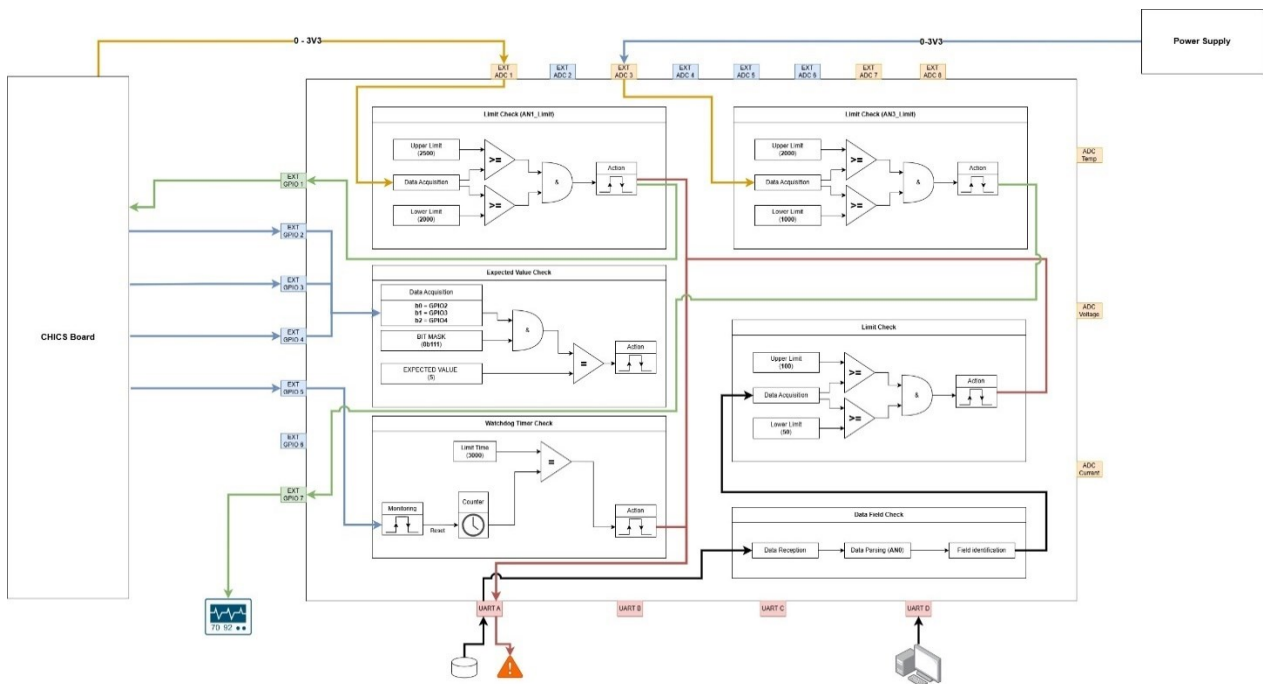 0 - 3V3
0-3V3
Power Supply
EXT
ADC 1
EXT
ADC 2
EXT
ADC 3
EXT
ADC 4
EXT
ADC 5
EXT
ADC 6
EXT
ADC 7
EXT
ADC 8
CHICS Board
Limit Check (AN1_Limit)
Upper Limit
(2500)
>=
Data Acquisition
>=
Lower Limit
(2000)
&
Action
Limit Check (AN3_Limit)
Upper Limit
(2000)
>=
Data Acquisition
>=
Lower Limit
(1000)
&
Action
ADC
Temp
EXT
GPIO 1
EXT
GPIO 2
EXT
GPIO 3
EXT
GPIO 4
EXT
GPIO 5
EXT
GPIO 6
EXT
GPIO 7
Expected Value Check
Data Acquisition
b0 = GPIO2
b1 = GPIO3
b2 = GPIO4
BIT MASK
(0b111)
EXPECTED VALUE
(5)
&
=
Action
ADC
Voltage
Limit Check
Upper Limit
(100)
>=
Data Acquisition
>=
Lower Limit
(50)
&
Action
Watchdog Timer Check
Limit Time
(3000)
=
Monitoring
Reset
Counter
Action
ADC
Current
Data Field Check
Data Reception
Data Parsing (AN0)
Field Identification
UART A
UART B
UART C
UART D
70 92
!